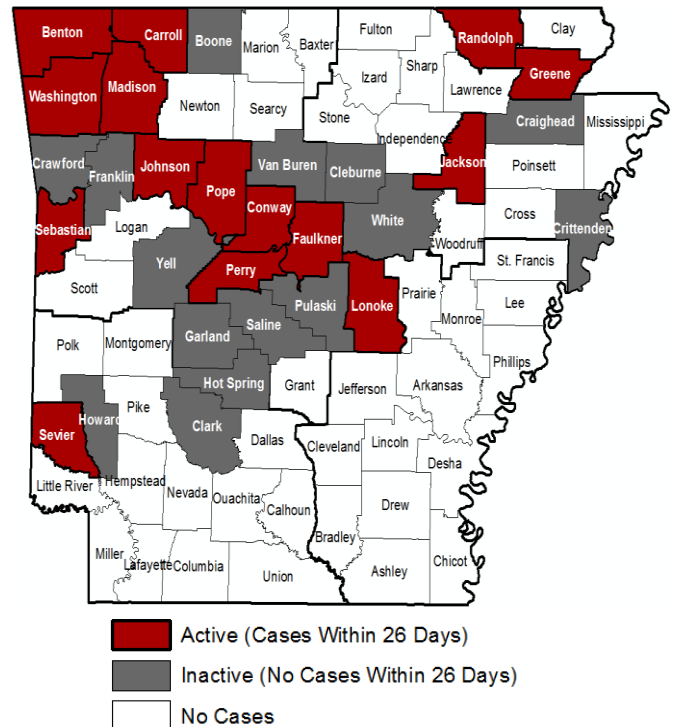 Benton
Carroll
Boone
Marion
Baxter
Fulton
Randolph
Clay
Sharp
Izard
Greene
Washington
Madison
Newton
Searcy
Stone
Lawrence
Independence
Craighead
Mississippi
Crawford
Franklin
Johnson
Pope
Van Buren
Cleburne
Jackson
Poinsett
Sebastian
Logan
Conway
Faulkner
White
Woodruff
Cross
Crittenden
Yell
Perry
St. Francis
Scott
Pulaski
Lonoke
Prairie
Monroe
Lee
Polk
Montgomery
Garland
Saline
Phillips
Hot Spring
Grant
Jefferson
Arkansas
Howard
Pike
Clark
Sevier
Dallas
Cleveland
Lincoln
Desha
Little River
Hempstead
Nevada
Ouachita
Calhoun
Drew
Bradley
Miller
Lafayette
Columbia
Union
Ashley
Chicot
Active (Cases Within 26 Days)
Inactive (No Cases Within 26 Days)
No Cases